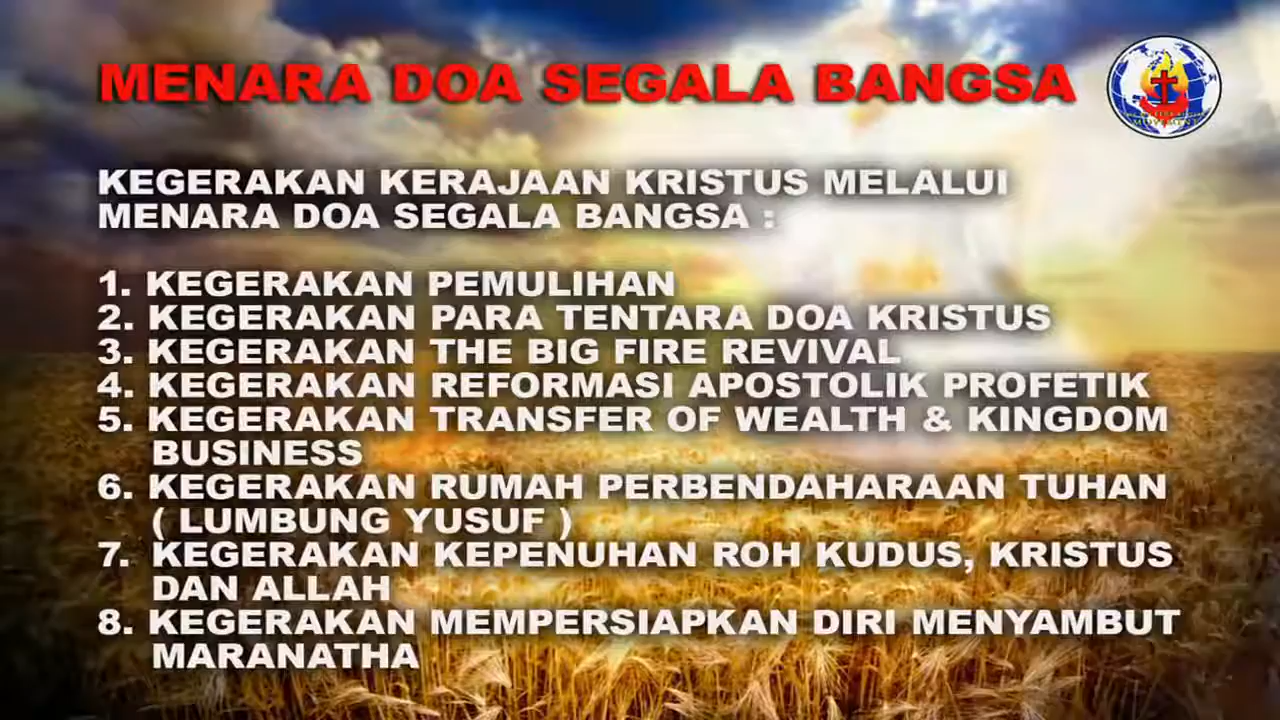 MENARA DOA SEGALA BANGSA
KEGERAKAN KERAJAAN KRISTUS MELALUI
MENARA DOA SEGALA BANGSA :
1. KEGERAKAN PEMULIHAN
2. KEGERAKAN PARA TENTARA DOA KRISTUS
3. KEGERAKAN THE BIG FIRE REVIVAL
4. KEGERAKAN REFORMASI APOSTOLIK PROFETIK
5. KEGERAKAN TRANSFER OF WEALTH & KINGDOM
BUSINESS
6. KEGERAKAN RUMAH PERBENDAHARAAN TUHAN
( LUMBUNG YUSUF )
7. KEGERAKAN KEPENUHAN ROH KUDUS, KRISTUS
DAN ALLAH
8. KEGERAKAN MEMPERSIAPKAN DIRI MENYAMBUT
MARANATHA